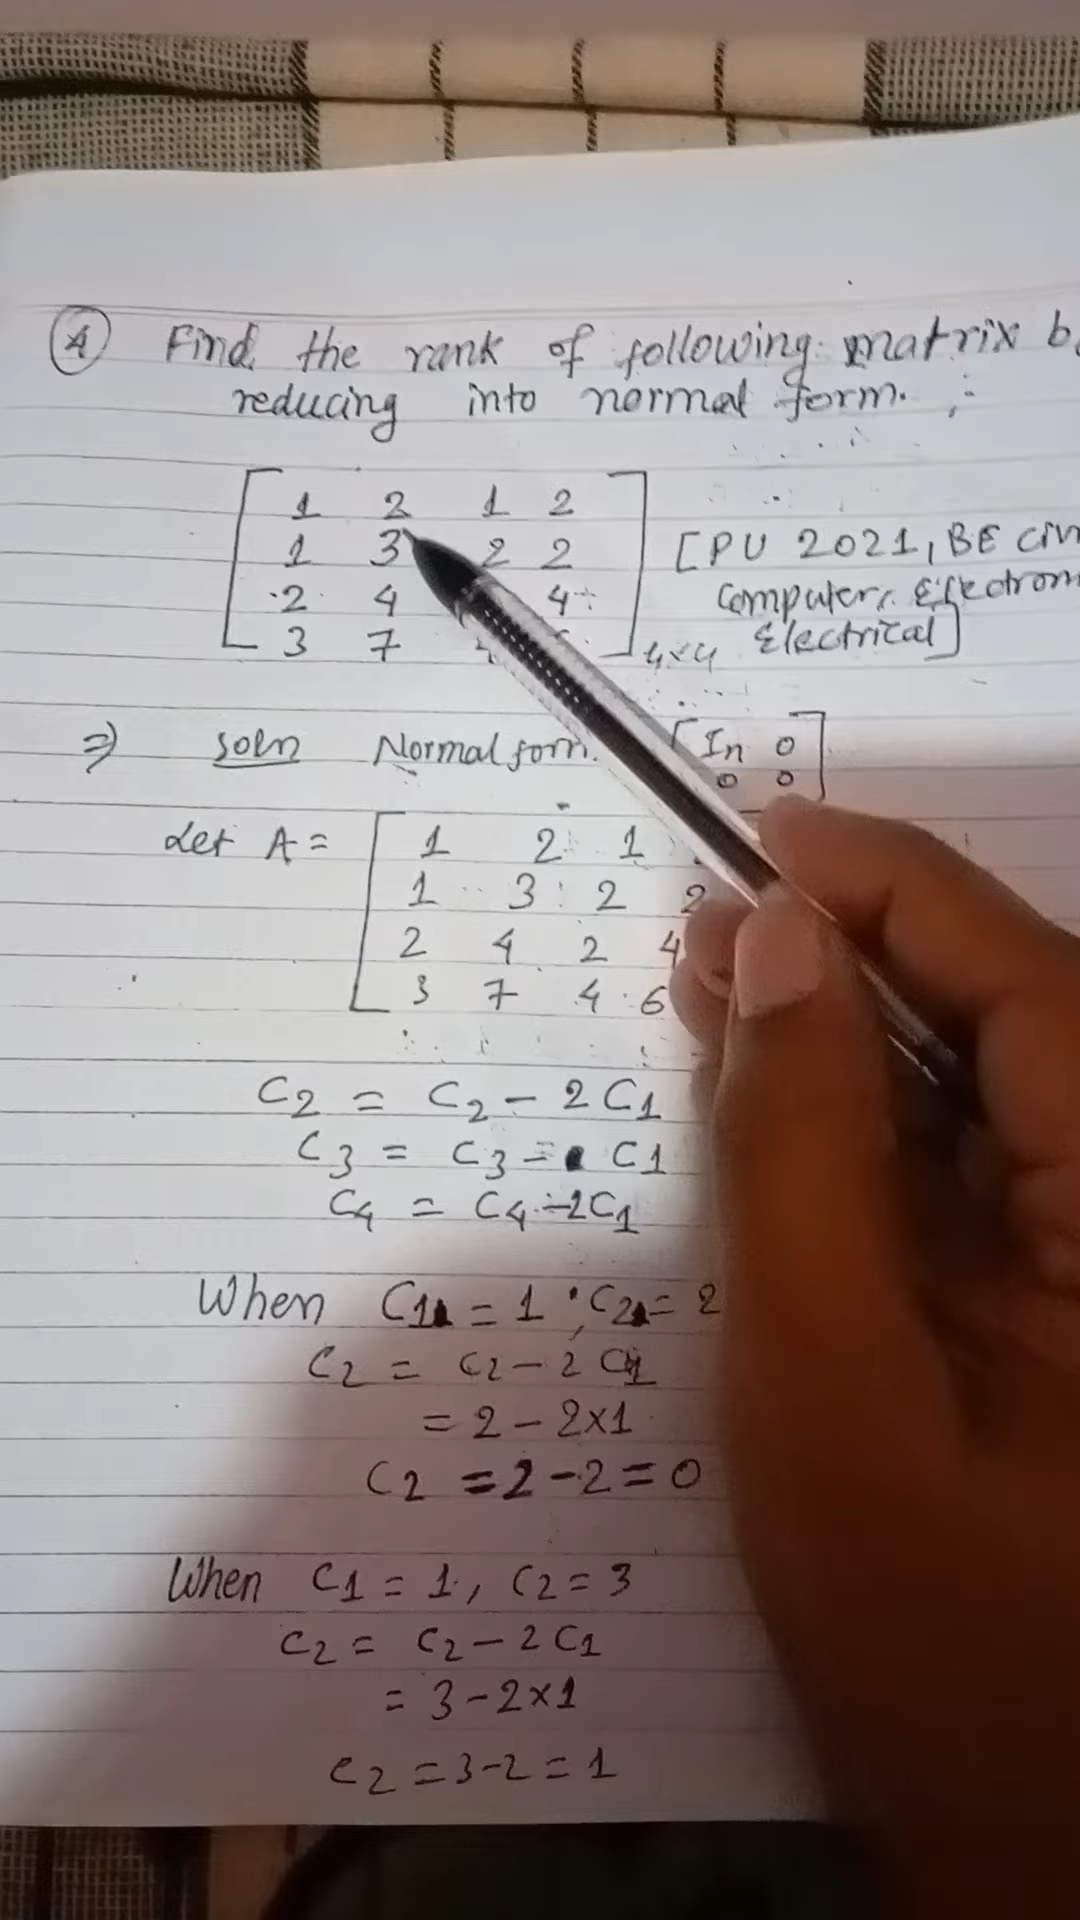 A Find the rank of following matrix
reducing into normal form. :-
1 2 1 2
1 3 2 2
2 4 4
3 7
4×4
[PU 2021, BE
Computer, 
Electrical]
⇒ Soln Normal form [In 0
0 0]
Let A = 1 2 1
1 3 2 2
2 4 2 4
3 7 4 6
C2 = C2 - 2C1
C3 = C3 - C1
C4 = C4 - 2C1
When C1 = 1, C2 = 2
C2 = C2 - 2C1
= 2 - 2×1
C2 = 2 - 2 = 0
When C1 = 1, C2 = 3
C2 = C2 - 2C1
= 3 - 2×1
C2 = 3-2 = 1